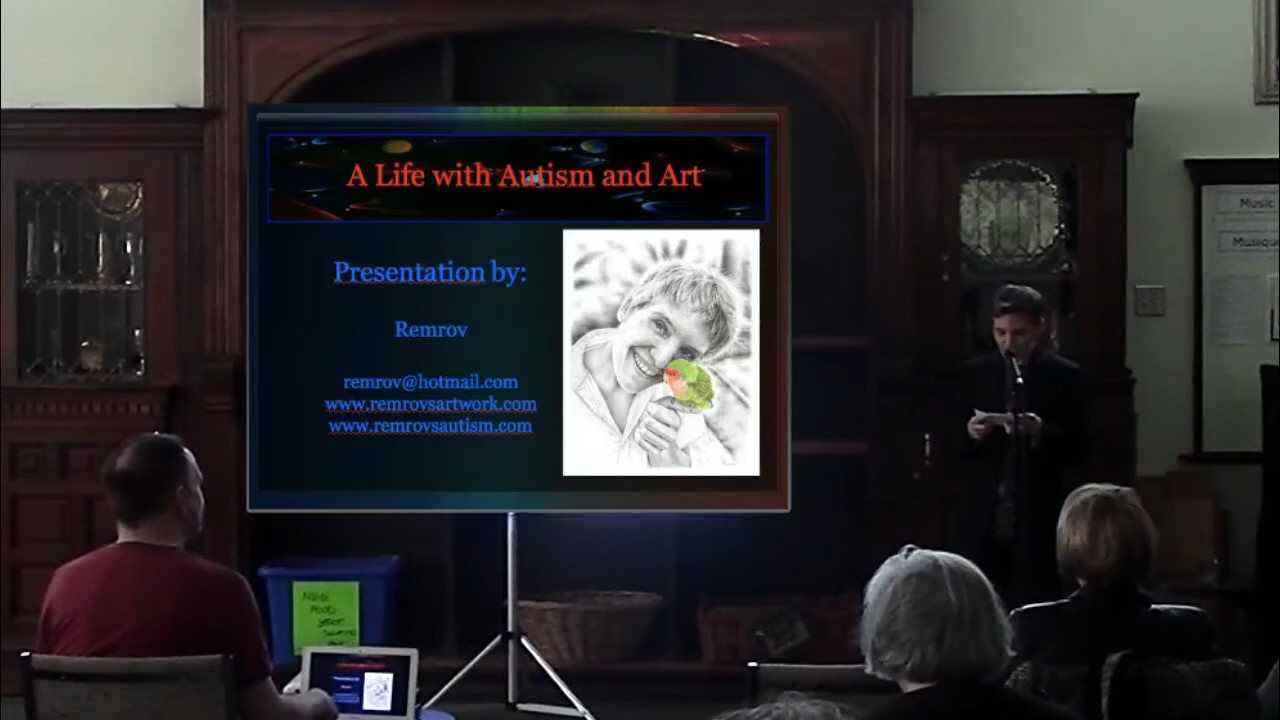 A Life with Autism and Art
Presentation by:
Remrov
remrov@hotmail.com
www.remrovsartwork.com
www.remrovsautism.com
Music
Musiqu
FOOD